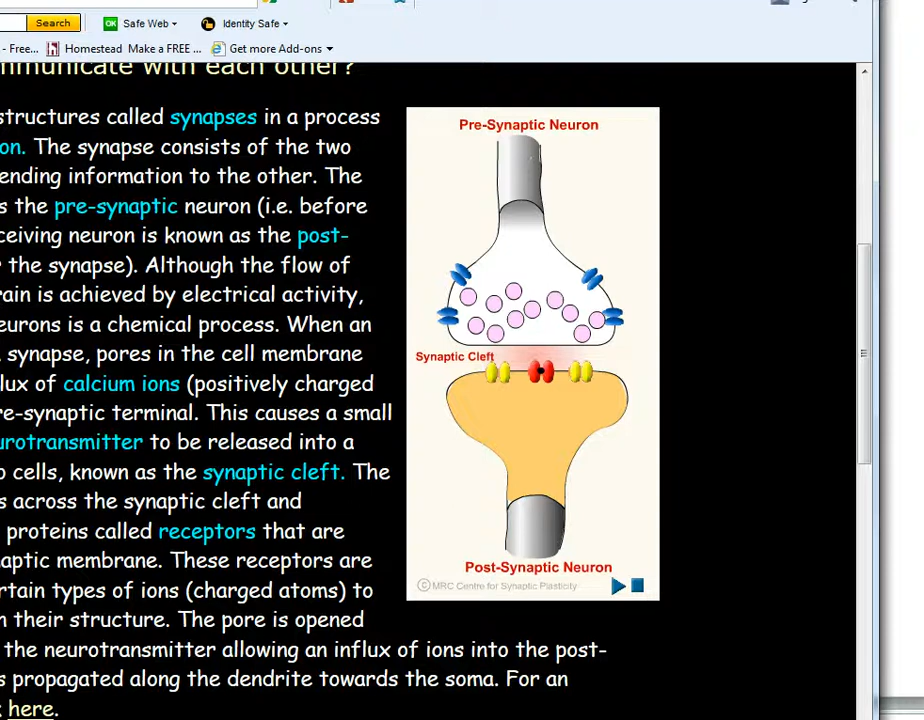 Search
OK Safe Web
Identity Safe
- Free...
Homestead Make a FREE ...
Get more Add-ons
mmunicate with each other?
structures called synapses in a process
on. The synapse consists of the two
ending information to the other. The
s the pre-synaptic neuron (i.e. before
ceiving neuron is known as the post-
the synapse). Although the flow of
rain is achieved by electrical activity,
eurons is a chemical process. When an
synapse, pores in the cell membrane
flux of calcium ions (positively charged
re-synaptic terminal. This causes a small
urotransmitter to be released into a
o cells, known as the synaptic cleft. The
s across the synaptic cleft and
proteins called receptors that are
naptic membrane. These receptors are
rtain types of ions (charged atoms) to
n their structure. The pore is opened
the neurotransmitter allowing an influx of ions into the post-
s propagated along the dendrite towards the soma. For an
here.
Pre-Synaptic Neuron
Synaptic Cleft
Post-Synaptic Neuron
© MRC Centre for Synaptic Plasticity